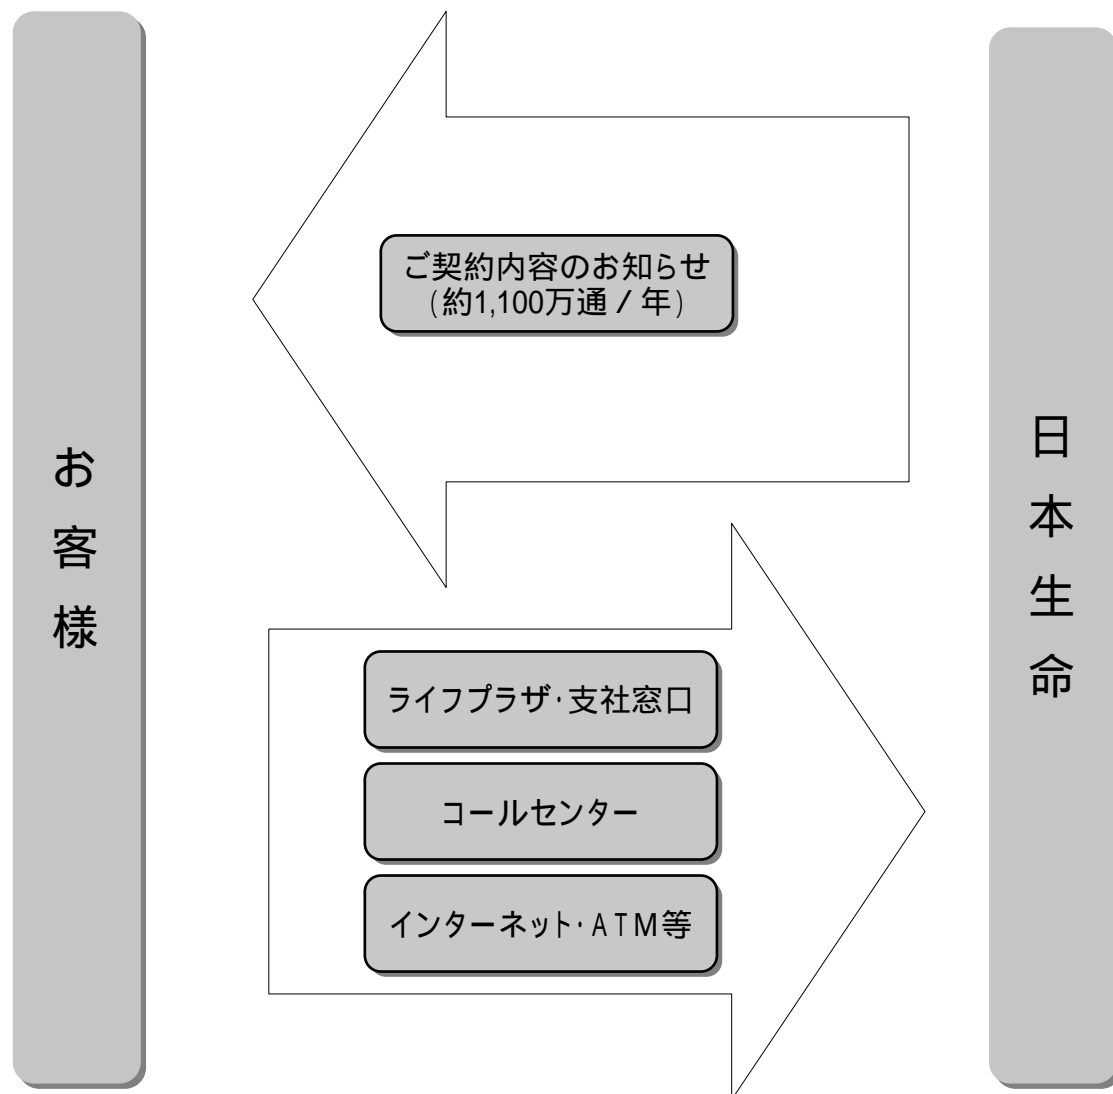 お客様
ご契約内容のお知らせ
(約1,100万通／年)
ライフプラザ・支社窓口
コールセンター
インターネット・ATM等
日本生命